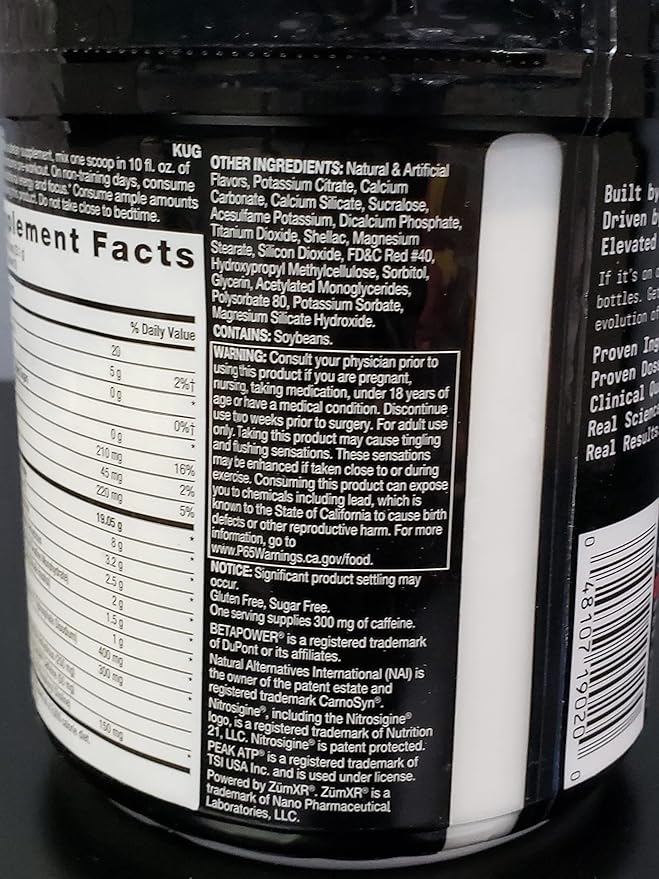 KUG
supplement, mix one scoop in 10 fl. oz. of
On non-training days, consume
energy and focus.* Consume ample amounts
Do not take close to bedtime.
lement Facts
% Daily Value
20
5g 2%†
0g *
0%†
0g *
210 mg 16%
45 mg 2%
220 mg 5%
19.05 g *
8g *
3.2 g *
2.5 g *
2 g *
1.5 g *
1 g *
400 mg *
300 mg *
150 mg *
calorie diet.
OTHER INGREDIENTS: Natural & Artificial
Flavors, Potassium Citrate, Calcium
Carbonate, Calcium Silicate, Sucralose,
Acesulfame Potassium, Dicalcium Phosphate,
Titanium Dioxide, Shellac, Magnesium
Stearate, Silicon Dioxide, FD&C Red #40,
Hydroxypropyl Methylcellulose, Sorbitol,
Glycerin, Acetylated Monoglycerides,
Polysorbate 80, Potassium Sorbate,
Magnesium Silicate Hydroxide.
CONTAINS: Soybeans.
WARNING: Consult your physician prior to
using this product if you are pregnant,
nursing, taking medication, under 18 years of
age or have a medical condition. Discontinue
use two weeks prior to surgery. For adult use
only. Taking this product may cause tingling
and flushing sensations. These sensations
may be enhanced if taken close to or during
exercise. Consuming this product can expose
you to chemicals including lead, which is
known to the State of California to cause birth
defects or other reproductive harm. For more
information, go to
www.P65Warnings.ca.gov/food.
NOTICE: Significant product settling may
occur.
Gluten Free, Sugar Free.
One serving supplies 300 mg of caffeine.
BETAPOWER® is a registered trademark
of DuPont or its affiliates.
Natural Alternatives International (NAI) is
the owner of the patent estate and
registered trademark CarnoSyn®.
Nitrosigine®, including the Nitrosigine®
logo, is a registered trademark of Nutrition
21, LLC. Nitrosigine® is patent protected.
PEAK ATP® is a registered trademark of
TSI USA Inc. and is used under license.
Powered by ZümXR®. ZümXR® is a
trademark of Nano Pharmaceutical
Laboratories, LLC.
Built by
Driven b
Elevated
If it's on
bottles. Ge
evolution of
Proven Ing
Proven Dos
Clinical
Real Scienc
Real Results
0 48107 19020 0